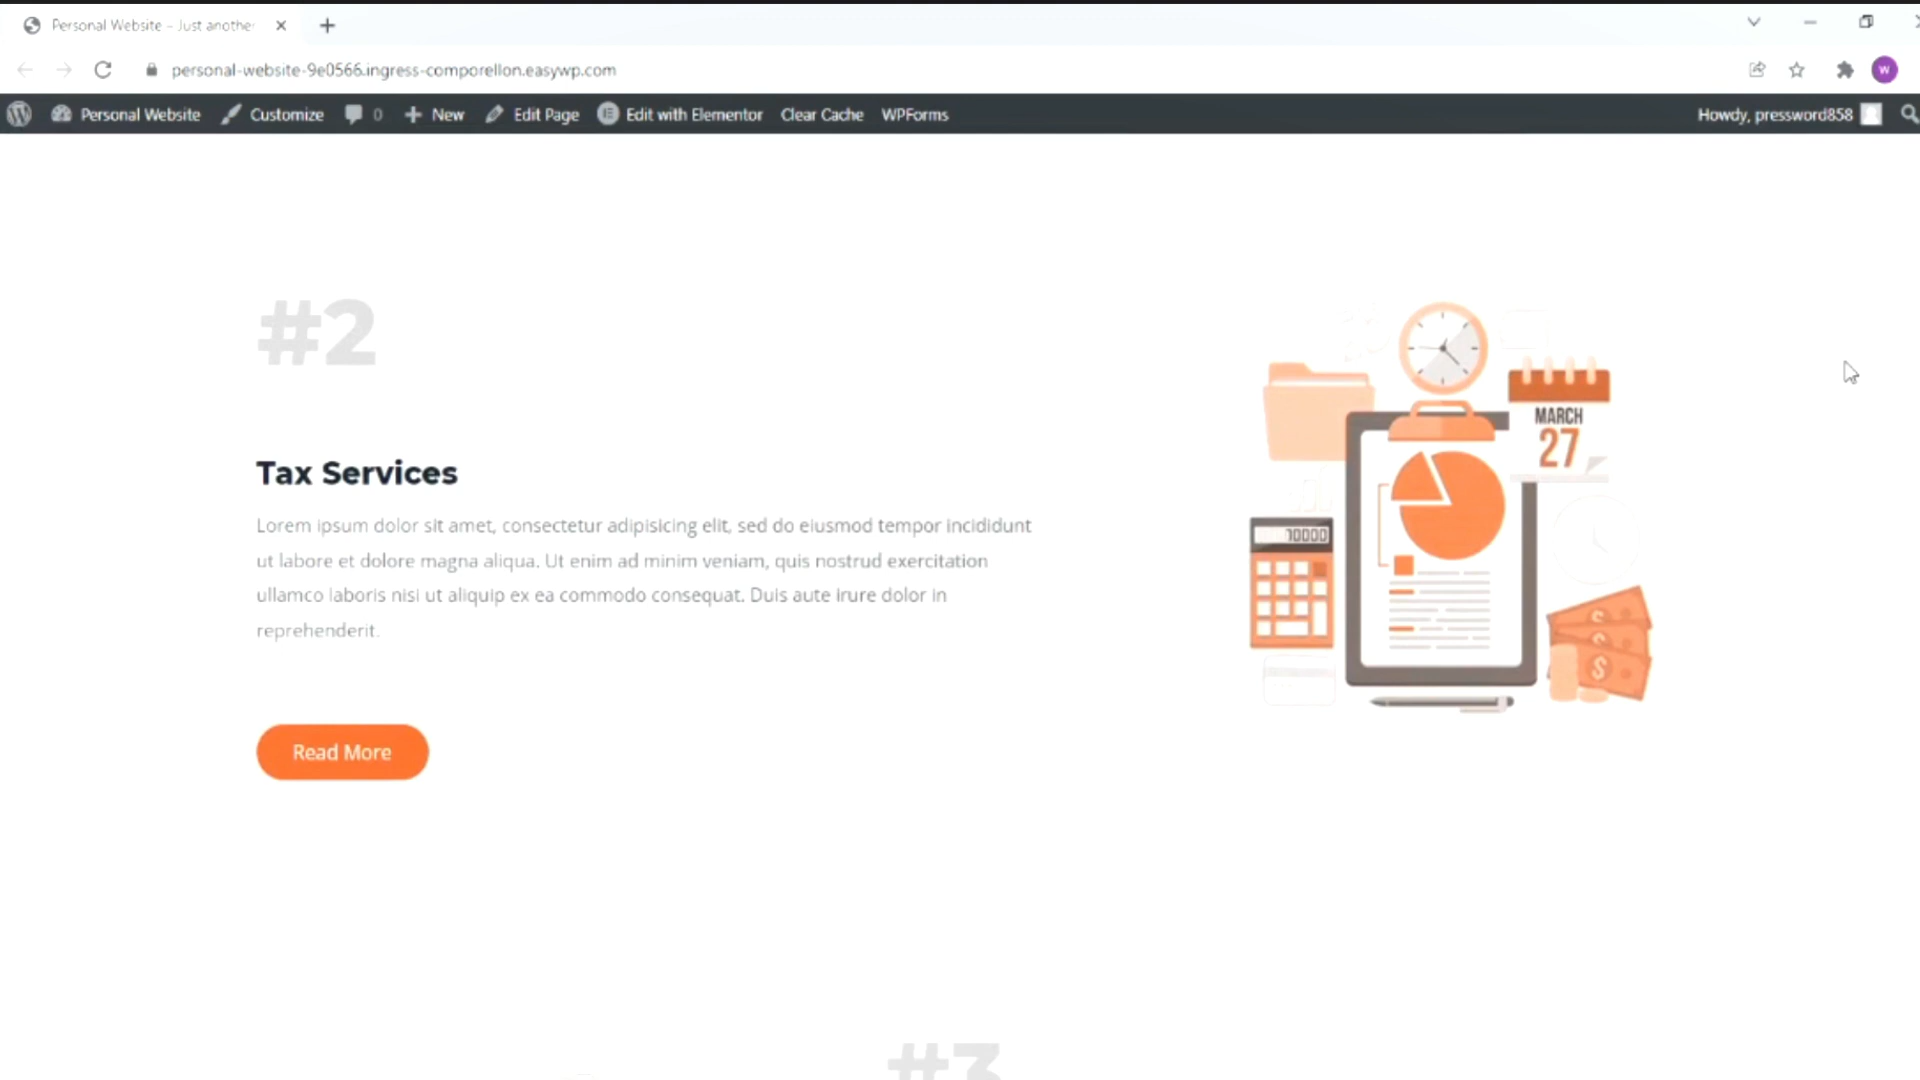 Personal Website – Just another
personal-website-9e0566.ingress-comporellon.easywp.com
W
Personal Website Customize 0 New Edit Page Edit with Elementor Clear Cache WPForms Howdy, pressword858
#2
Tax Services
Lorem ipsum dolor sit amet, consectetur adipisicing elit, sed do eiusmod tempor incididunt
ut labore et dolore magna aliqua. Ut enim ad minim veniam, quis nostrud exercitation
ullamco laboris nisi ut aliquip ex ea commodo consequat. Duis aute irure dolor in
reprehenderit.
Read More
MARCH
27
70000
#3